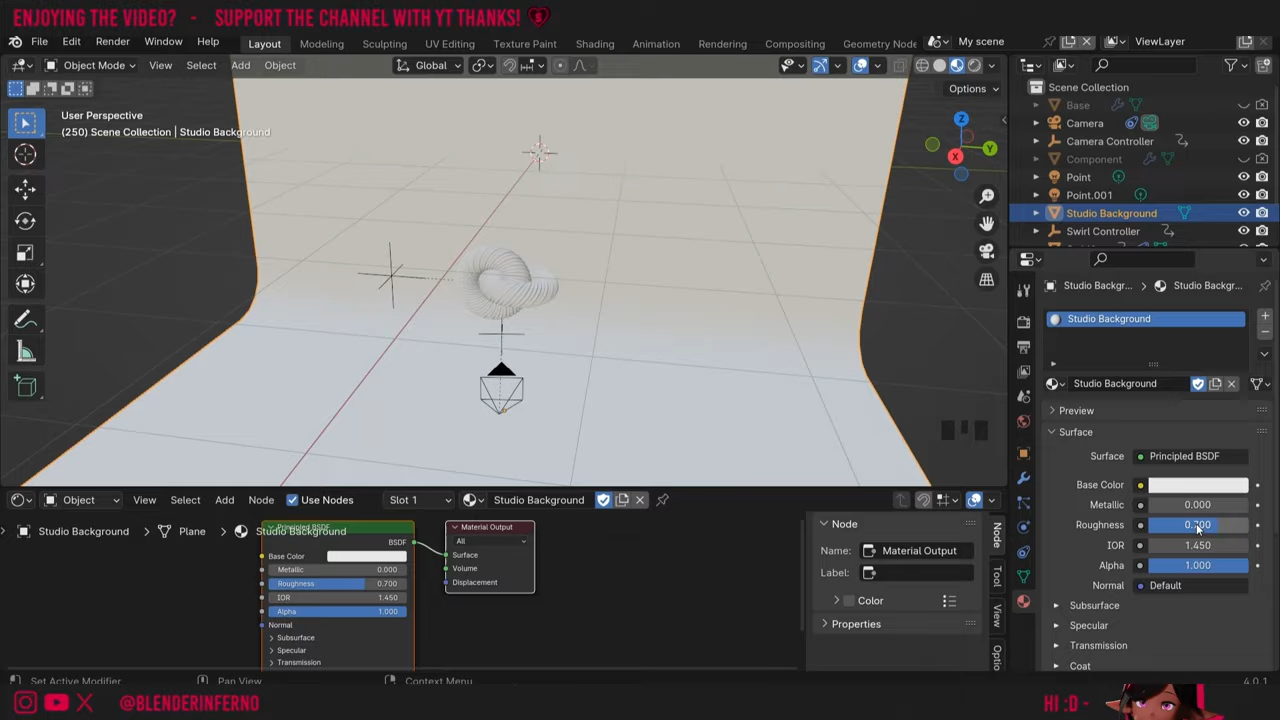 ENJOYING THE VIDEO? - SUPPORT THE CHANNEL WITH YT THANKS!
File Edit Render Window Help Layout Modeling Sculpting UV Editing Texture Paint Shading Animation Rendering Compositing Geometry Node My scene ViewLayer
Object Mode View Select Add Object Global
Options
User Perspective
(250) Scene Collection | Studio Background
Z
Y
X
Scene Collection
Base
Camera
Camera Controller
Component
Point
Point.001
Studio Background
Swirl Controller
Studio Backgr... Studio Backgr...
Studio Background
Studio Background
Preview
Surface
Surface Principled BSDF
Base Color
Metallic 0.000
Roughness 0.700
IOR 1.450
Alpha 1.000
Normal Default
Subsurface
Specular
Transmission
Coat
Object View Select Add Node Use Nodes Slot 1 Studio Background
Studio Background Plane Studio Background
Principled BSDF
BSDF
Base Color
Metallic 0.000
Roughness 0.700
IOR 1.450
Alpha 1.000
Normal
Subsurface
Specular
Transmission
Material Output
All
Surface
Volume
Displacement
Node
Name: Material Output
Label:
Color
Properties
Node
Tool
View
Optio
Set Active Modifier Pan View Context Menu 4.0.1
@BLENDERINFERNO HI :D -